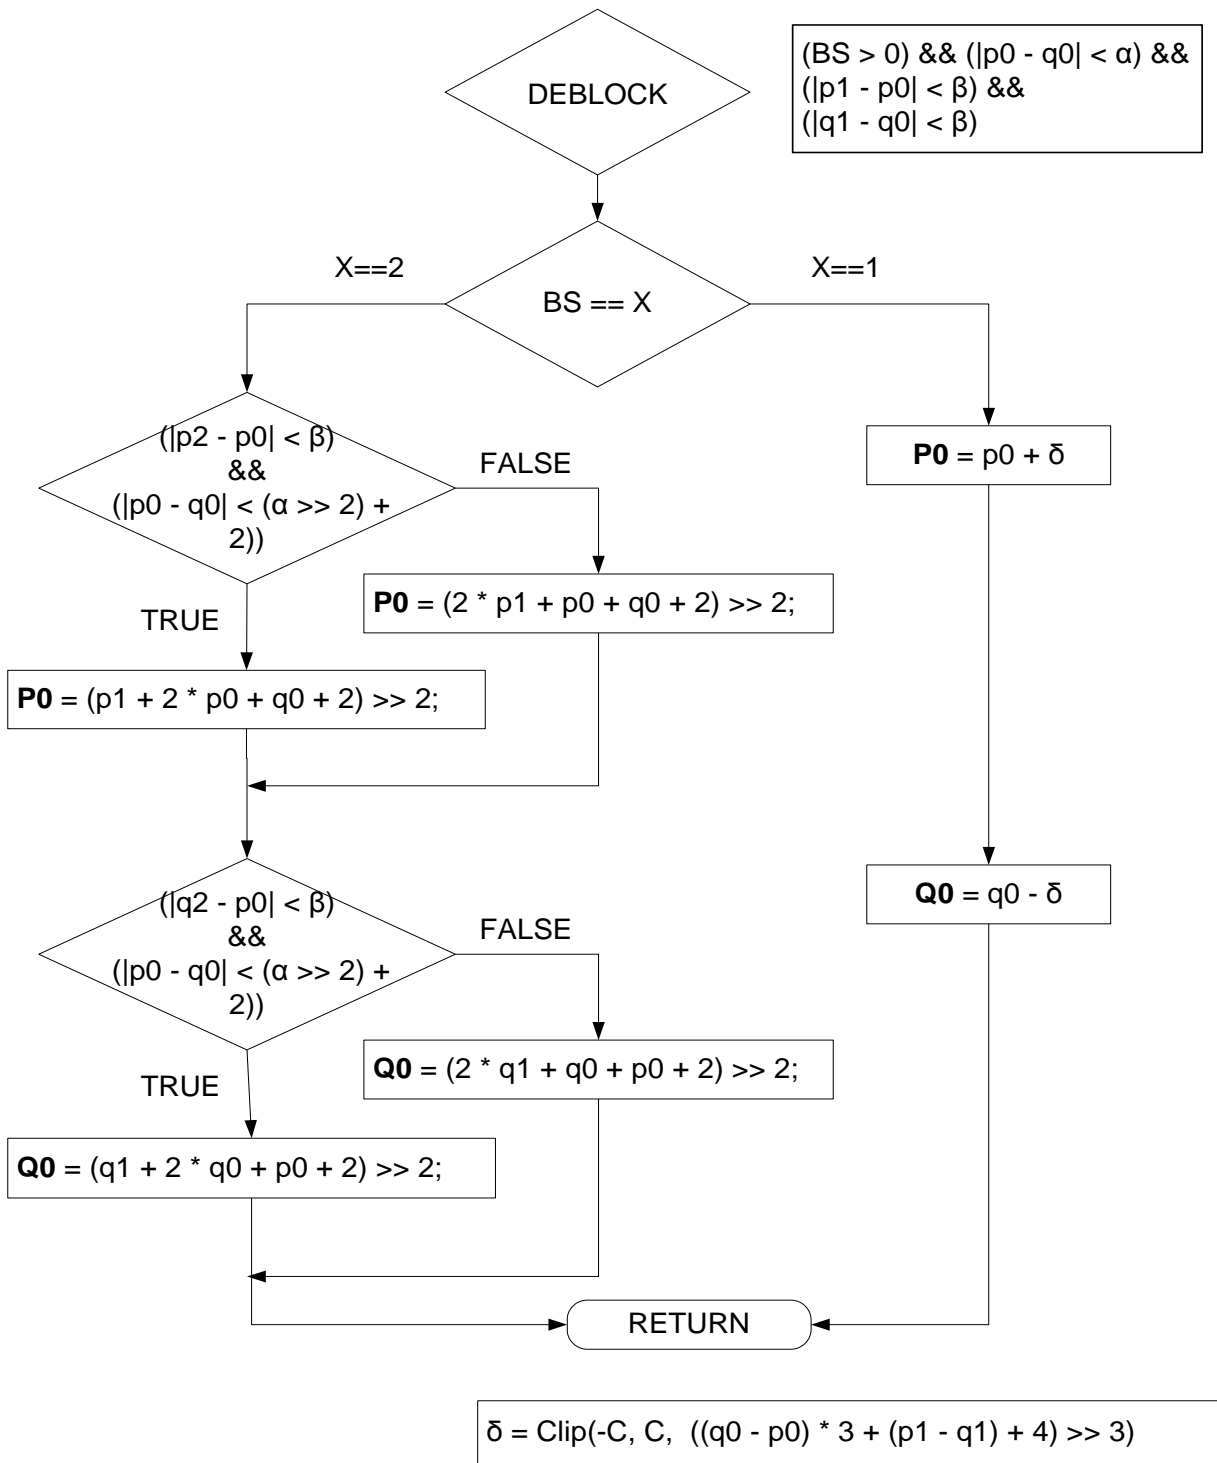 DEBLOCK
(BS > 0) && (|p0 - q0| < α) &&
(|p1 - p0| < β) &&
(|q1 - q0| < β)
X==2
BS == X
X==1
(|p2 - p0| < β)
&&
(|p0 - q0| < (α >> 2) +
2))
FALSE
P0 = p0 + δ
TRUE
P0 = (2 * p1 + p0 + q0 + 2) >> 2;
P0 = (p1 + 2 * p0 + q0 + 2) >> 2;
(|q2 - p0| < β)
&&
(|p0 - q0| < (α >> 2) +
2))
FALSE
Q0 = q0 - δ
TRUE
Q0 = (2 * q1 + q0 + p0 + 2) >> 2;
Q0 = (q1 + 2 * q0 + p0 + 2) >> 2;
RETURN
δ = Clip(-C, C,  ((q0 - p0) * 3 + (p1 - q1) + 4) >> 3)